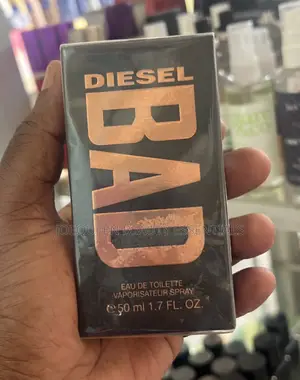 DIESEL
BAD
EAU DE TOILETTE
VAPORISATEUR SPRAY
℮50 ml 1.7 FL. OZ.